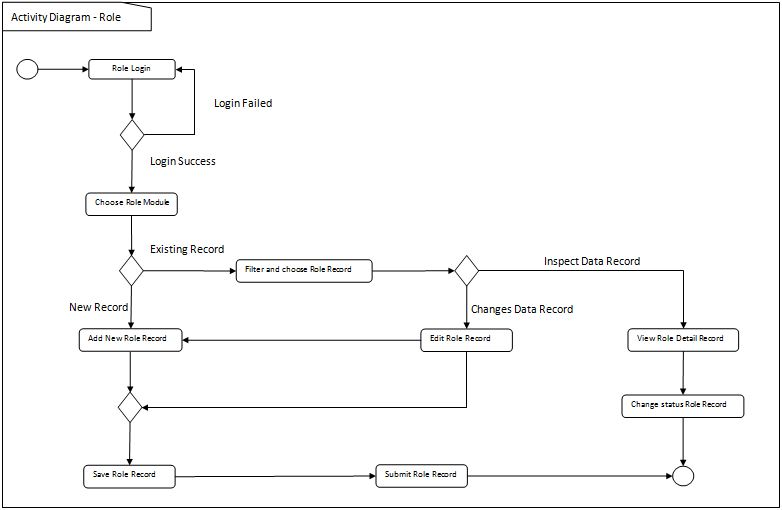 Activity Diagram - Role
Role Login
Login Failed
Login Success
Choose Role Module
Existing Record
Filter and choose Role Record
Inspect Data Record
New Record
Changes Data Record
Add New Role Record
Edit Role Record
View Role Detail Record
Change status Role Record
Save Role Record
Submit Role Record